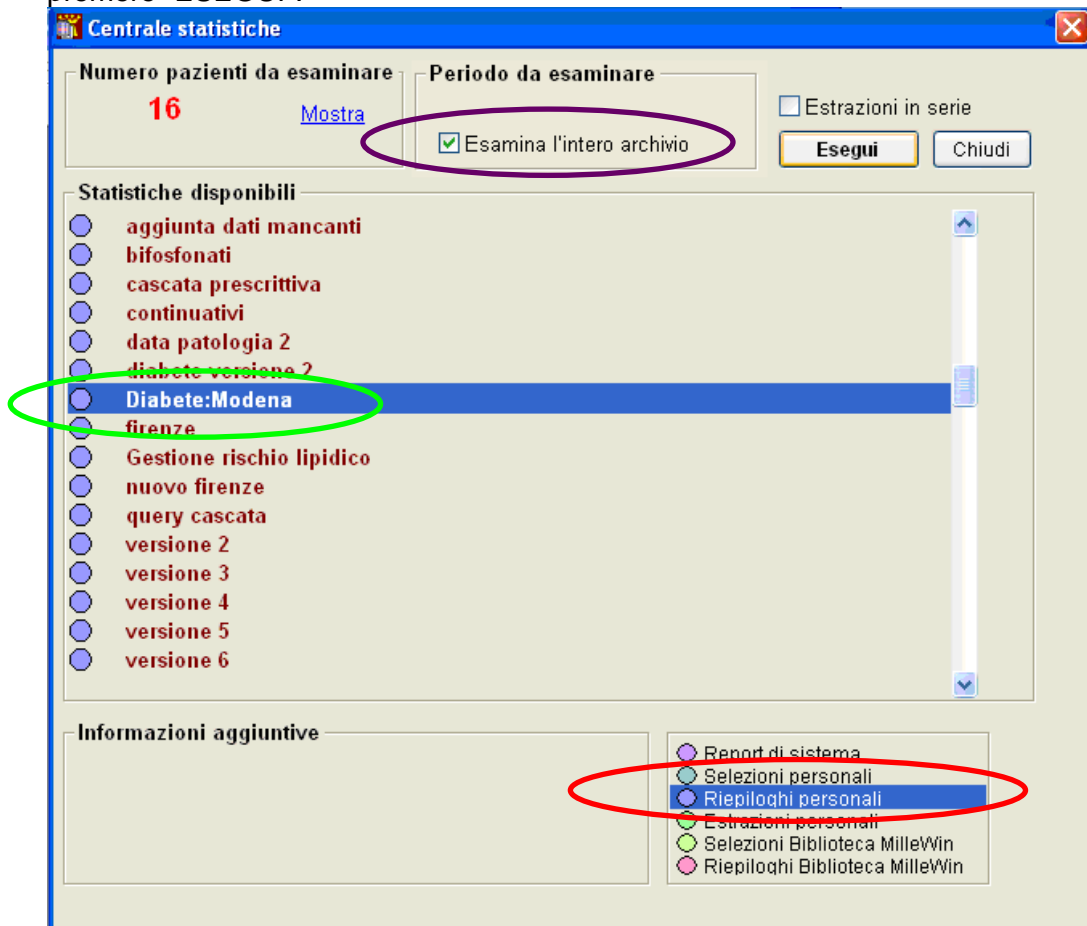 Centrale statistiche
Numero pazienti da esaminare
16 Mostra
Periodo da esaminare
Esamina l'intero archivio
Estrazioni in serie
Esegui Chiudi
Statistiche disponibili
aggiunta dati mancanti
bifosfonati
cascata prescrittiva
continuativi
data patologia 2
diabete versione 2
Diabete:Modena
firenze
Gestione rischio lipidico
nuovo firenze
query cascata
versione 2
versione 3
versione 4
versione 5
versione 6
Informazioni aggiuntive
Report di sistema
Selezioni personali
Riepiloghi personali
Estrazioni personali
Selezioni Biblioteca MilleWin
Riepiloghi Biblioteca MilleWin